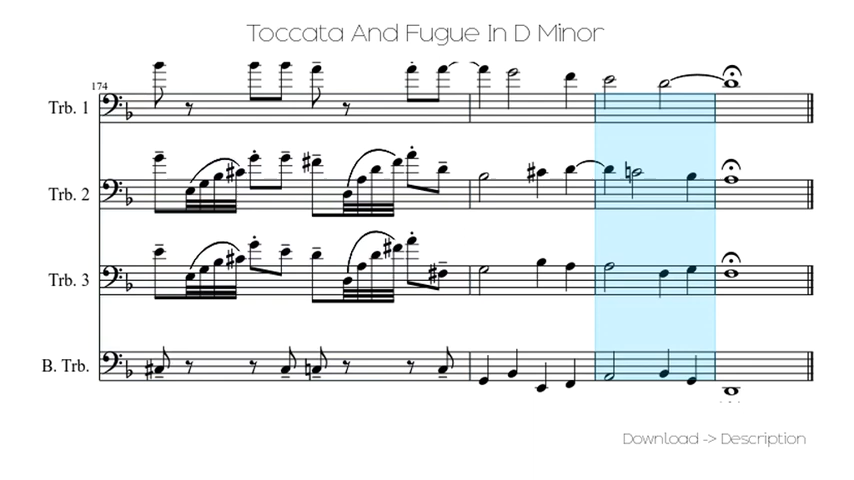 Toccata And Fugue In D Minor
174
Trb. 1
Trb. 2
Trb. 3
B. Trb.
Download -> Description